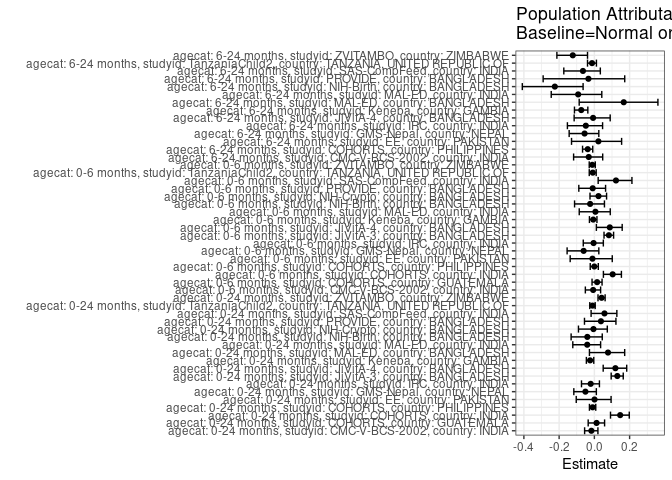 Population Attributa
Baseline=Normal or
agecat: 6-24 months, studyid: ZVITAMBO, country: ZIMBABWE
agecat: 6-24 months, studyid: TanzaniaChild2, country: TANZANIA, UNITED REPUBLIC OF
agecat: 6-24 months, studyid: SAS-CompFeed, country: INDIA
agecat: 6-24 months, studyid: PROVIDE, country: BANGLADESH
agecat: 6-24 months, studyid: NIH-Birth, country: BANGLADESH
agecat: 6-24 months, studyid: MAL-ED, country: INDIA
agecat: 6-24 months, studyid: MAL-ED, country: BANGLADESH
agecat: 6-24 months, studyid: Keneba, country: GAMBIA
agecat: 6-24 months, studyid: JiVitA-4, country: BANGLADESH
agecat: 6-24 months, studyid: IRC, country: INDIA
agecat: 6-24 months, studyid: GMS-Nepal, country: NEPAL
agecat: 6-24 months, studyid: EE, country: PAKISTAN
agecat: 6-24 months, studyid: COHORTS, country: PHILIPPINES
agecat: 6-24 months, studyid: CMC-V-BCS-2002, country: INDIA
agecat: 0-6 months, studyid: ZVITAMBO, country: ZIMBABWE
agecat: 0-6 months, studyid: TanzaniaChild2, country: TANZANIA, UNITED REPUBLIC OF
agecat: 0-6 months, studyid: SAS-CompFeed, country: INDIA
agecat: 0-6 months, studyid: PROVIDE, country: BANGLADESH
agecat: 0-6 months, studyid: NIH-Crypto, country: BANGLADESH
agecat: 0-6 months, studyid: NIH-Birth, country: BANGLADESH
agecat: 0-6 months, studyid: MAL-ED, country: INDIA
agecat: 0-6 months, studyid: Keneba, country: GAMBIA
agecat: 0-6 months, studyid: JiVitA-4, country: BANGLADESH
agecat: 0-6 months, studyid: JiVitA-3, country: BANGLADESH
agecat: 0-6 months, studyid: IRC, country: INDIA
agecat: 0-6 months, studyid: GMS-Nepal, country: NEPAL
agecat: 0-6 months, studyid: EE, country: PAKISTAN
agecat: 0-6 months, studyid: COHORTS, country: PHILIPPINES
agecat: 0-6 months, studyid: COHORTS, country: INDIA
agecat: 0-6 months, studyid: COHORTS, country: GUATEMALA
agecat: 0-6 months, studyid: CMC-V-BCS-2002, country: INDIA
agecat: 0-24 months, studyid: ZVITAMBO, country: ZIMBABWE
agecat: 0-24 months, studyid: TanzaniaChild2, country: TANZANIA, UNITED REPUBLIC OF
agecat: 0-24 months, studyid: SAS-CompFeed, country: INDIA
agecat: 0-24 months, studyid: PROVIDE, country: BANGLADESH
agecat: 0-24 months, studyid: NIH-Crypto, country: BANGLADESH
agecat: 0-24 months, studyid: NIH-Birth, country: BANGLADESH
agecat: 0-24 months, studyid: MAL-ED, country: INDIA
agecat: 0-24 months, studyid: MAL-ED, country: BANGLADESH
agecat: 0-24 months, studyid: Keneba, country: GAMBIA
agecat: 0-24 months, studyid: JiVitA-4, country: BANGLADESH
agecat: 0-24 months, studyid: JiVitA-3, country: BANGLADESH
agecat: 0-24 months, studyid: IRC, country: INDIA
agecat: 0-24 months, studyid: GMS-Nepal, country: NEPAL
agecat: 0-24 months, studyid: EE, country: PAKISTAN
agecat: 0-24 months, studyid: COHORTS, country: PHILIPPINES
agecat: 0-24 months, studyid: COHORTS, country: INDIA
agecat: 0-24 months, studyid: COHORTS, country: GUATEMALA
agecat: 0-24 months, studyid: CMC-V-BCS-2002, country: INDIA
-0.4 -0.2 0.0 0.2
Estimate